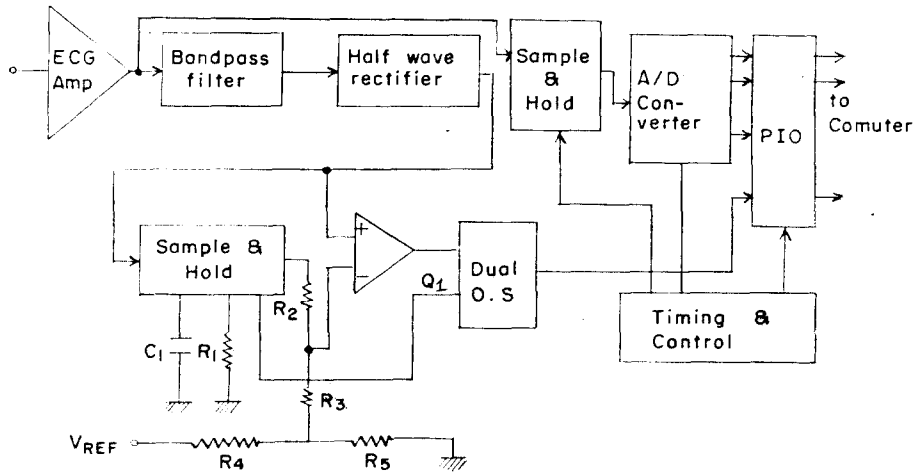 ECG
Amp
Bandpass
filter
Half wave
rectifier
Sample
&
Hold
A/D
Con-
verter
PIO
to
Comuter
Sample &
Hold
+
−
Q1
Dual
O.S
R2
C1
R1
R3
Timing &
Control
VREF
R4
R5